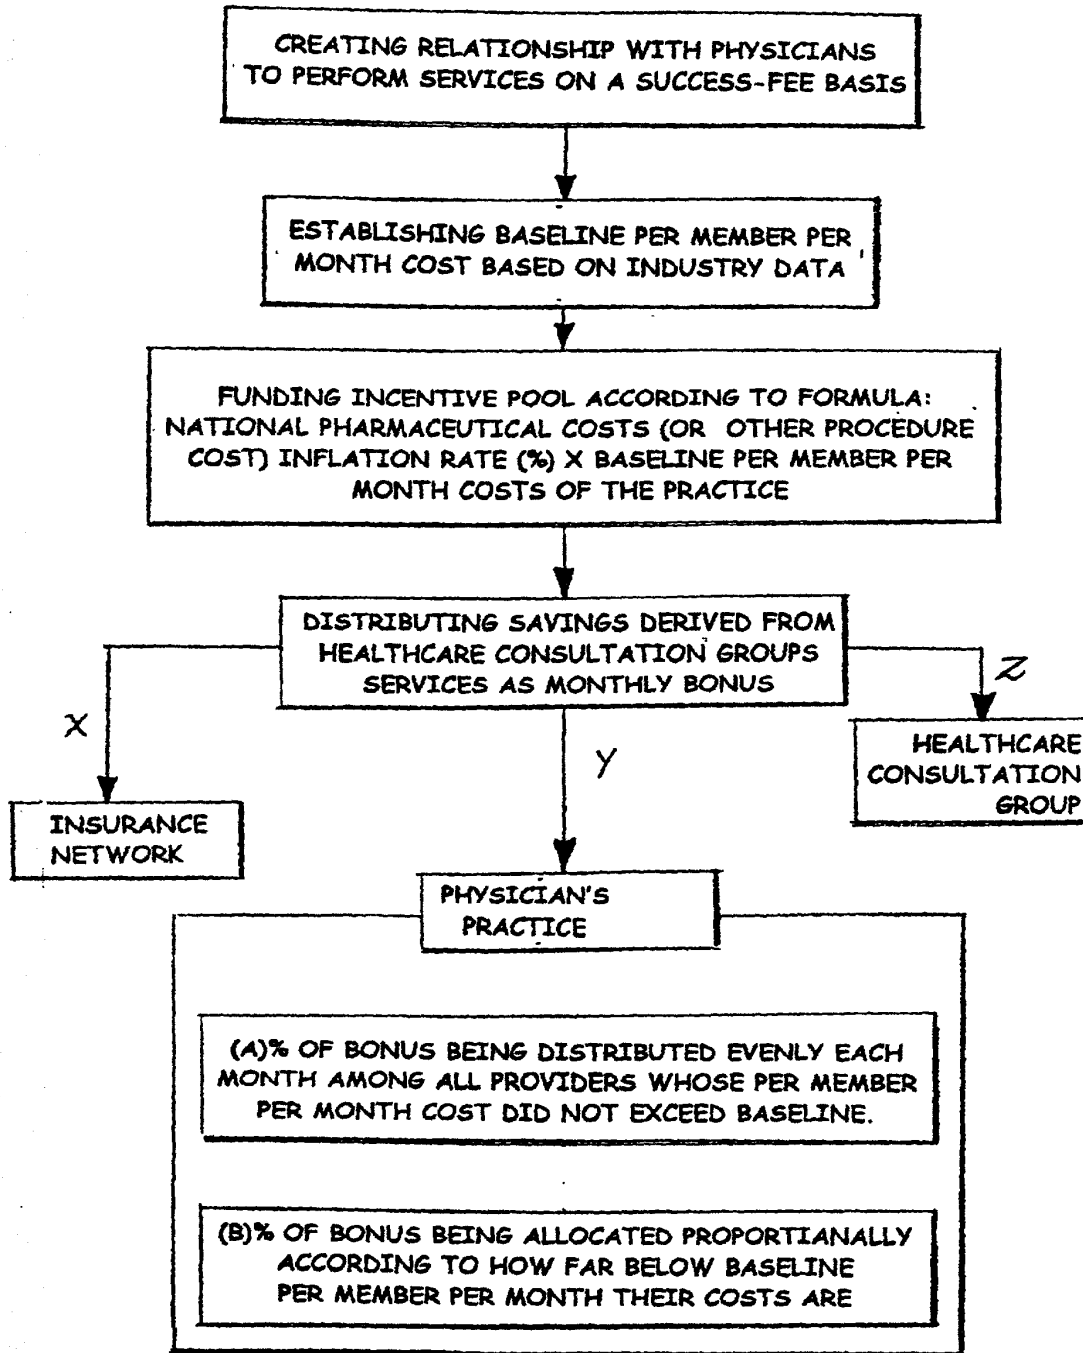 CREATING RELATIONSHIP WITH PHYSICIANS
TO PERFORM SERVICES ON A SUCCESS-FEE BASIS
ESTABLISHING BASELINE PER MEMBER PER
MONTH COST BASED ON INDUSTRY DATA
FUNDING INCENTIVE POOL ACCORDING TO FORMULA:
NATIONAL PHARMACEUTICAL COSTS (OR OTHER PROCEDURE
COST) INFLATION RATE (%) X BASELINE PER MEMBER PER
MONTH COSTS OF THE PRACTICE
DISTRIBUTING SAVINGS DERIVED FROM
HEALTHCARE CONSULTATION GROUPS
SERVICES AS MONTHLY BONUS
X
Y
Z
INSURANCE
NETWORK
HEALTHCARE
CONSULTATION
GROUP
PHYSICIAN'S
PRACTICE
(A)% OF BONUS BEING DISTRIBUTED EVENLY EACH
MONTH AMONG ALL PROVIDERS WHOSE PER MEMBER
PER MONTH COST DID NOT EXCEED BASELINE.
(B)% OF BONUS BEING ALLOCATED PROPORTIANALLY
ACCORDING TO HOW FAR BELOW BASELINE
PER MEMBER PER MONTH THEIR COSTS ARE